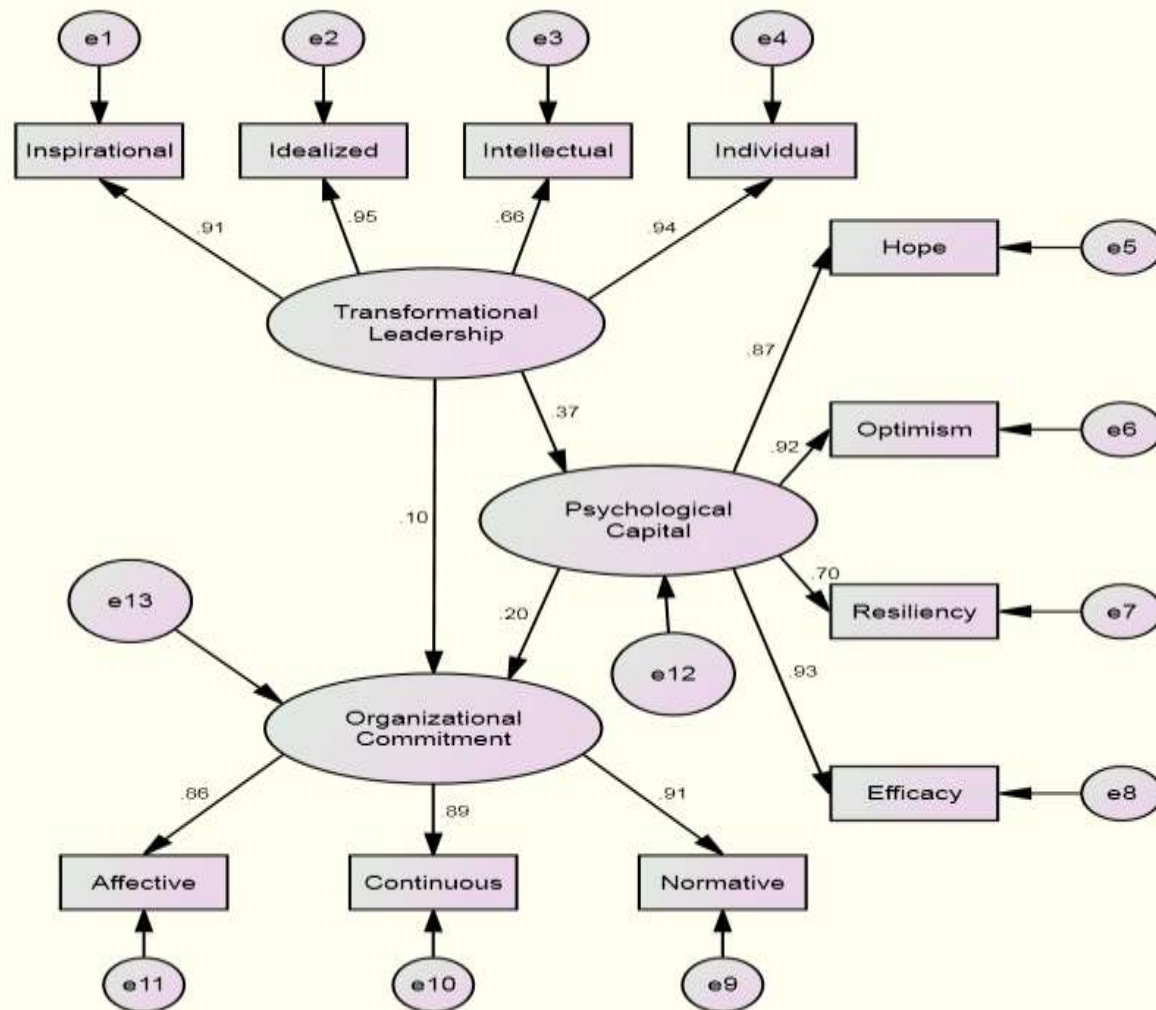 e1
e2
e3
e4
Inspirational
Idealized
Intellectual
Individual
.91
.95
.66
.94
Hope
e5
Transformational
Leadership
.87
.37
Optimism
e6
.92
Psychological
Capital
.10
.70
e13
.20
Resiliency
e7
e12
.93
Organizational
Commitment
Efficacy
e8
.86
.89
.91
Affective
Continuous
Normative
e11
e10
e9